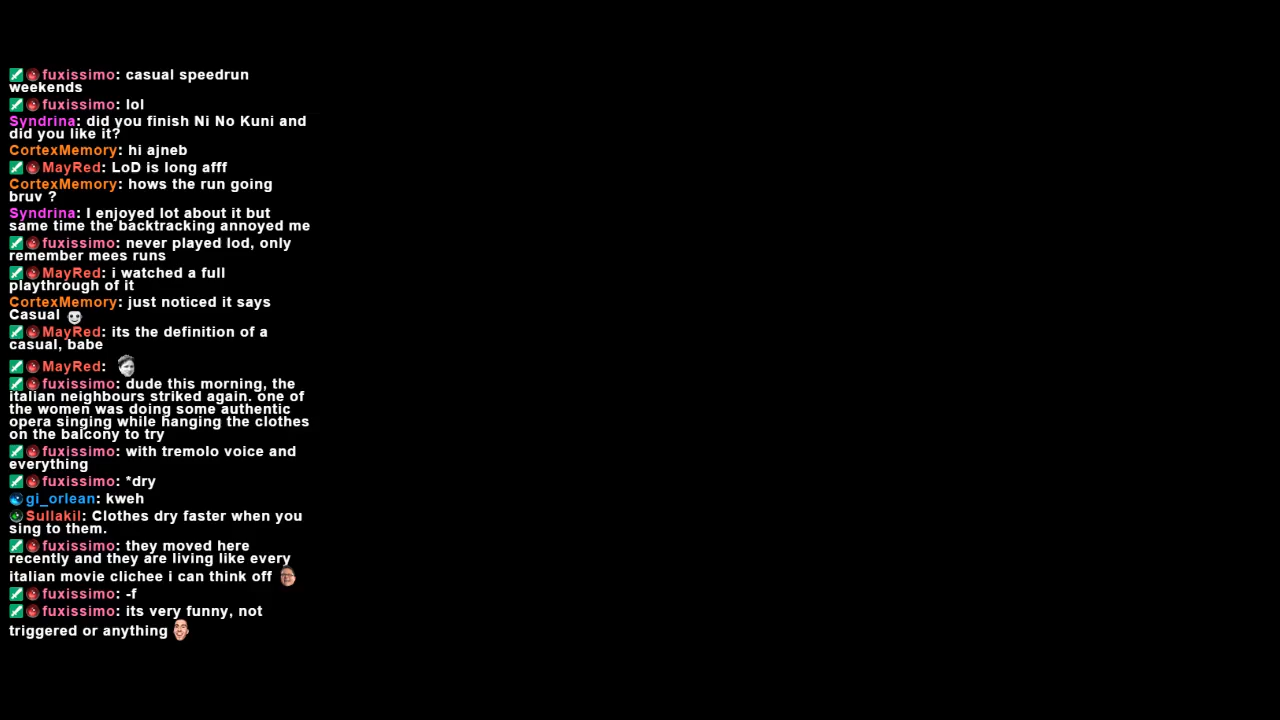 fuxissimo: casual speedrun
weekends
fuxissimo: lol
Syndrina: did you finish Ni No Kuni and
did you like it?
CortexMemory: hi ajneb
MayRed: LoD is long afff
CortexMemory: hows the run going
bruv ?
Syndrina: I enjoyed lot about it but
same time the backtracking annoyed me
fuxissimo: never played lod, only
remember mees runs
MayRed: i watched a full
playthrough of it
CortexMemory: just noticed it says
Casual
MayRed: its the definition of a
casual, babe
MayRed:
fuxissimo: dude this morning, the
italian neighbours striked again. one of
the women was doing some authentic
opera singing while hanging the clothes
on the balcony to try
fuxissimo: with tremolo voice and
everything
fuxissimo: *dry
gi_orlean: kweh
Sullakil: Clothes dry faster when you
sing to them.
fuxissimo: they moved here
recently and they are living like every
italian movie clichee i can think off
fuxissimo: -f
fuxissimo: its very funny, not
triggered or anything